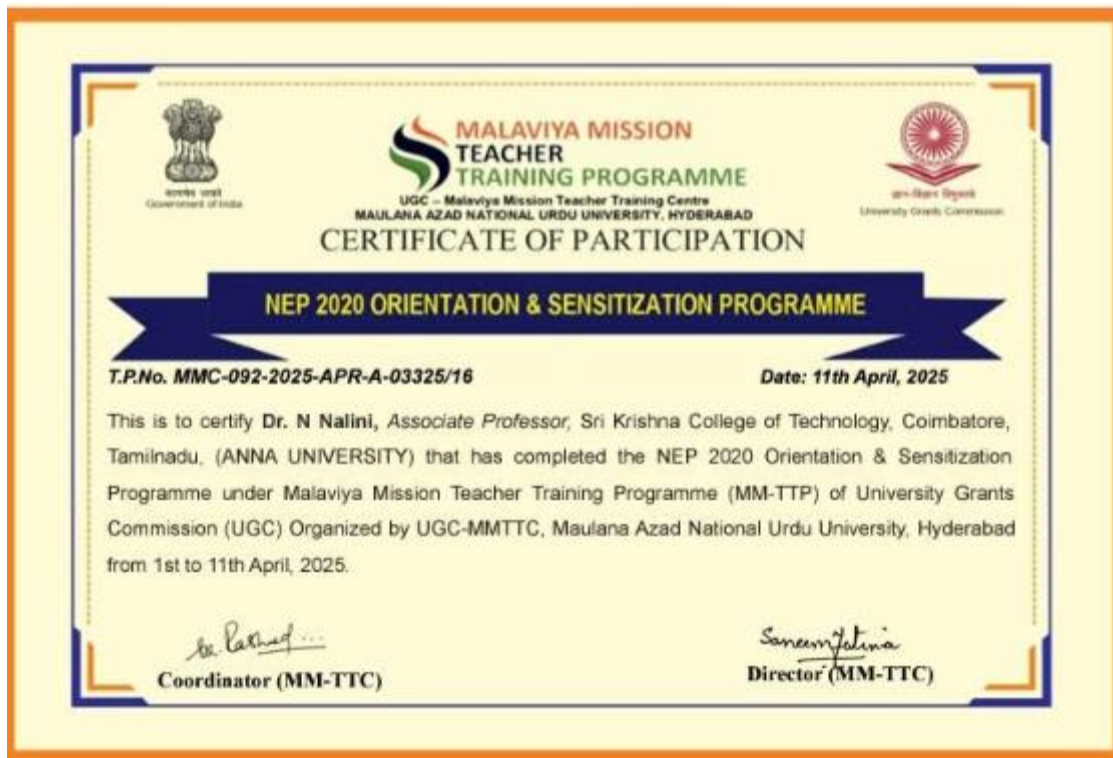 सत्यमेव जयते
Government of India
MALAVIYA MISSION
TEACHER
TRAINING PROGRAMME
UGC – Malaviya Mission Teacher Training Centre
MAULANA AZAD NATIONAL URDU UNIVERSITY. HYDERABAD
ज्ञान-विज्ञान विमुक्तये
University Grants Commission
CERTIFICATE OF PARTICIPATION
NEP 2020 ORIENTATION & SENSITIZATION PROGRAMME
T.P.No. MMC-092-2025-APR-A-03325/16
Date: 11th April, 2025
This is to certify Dr. N Nalini, Associate Professor, Sri Krishna College of Technology, Coimbatore,
Tamilnadu, (ANNA UNIVERSITY) that has completed the NEP 2020 Orientation & Sensitization
Programme under Malaviya Mission Teacher Training Programme (MM-TTP) of University Grants
Commission (UGC) Organized by UGC-MMTTC, Maulana Azad National Urdu University, Hyderabad
from 1st to 11th April, 2025.
Coordinator (MM-TTC)
Director (MM-TTC)